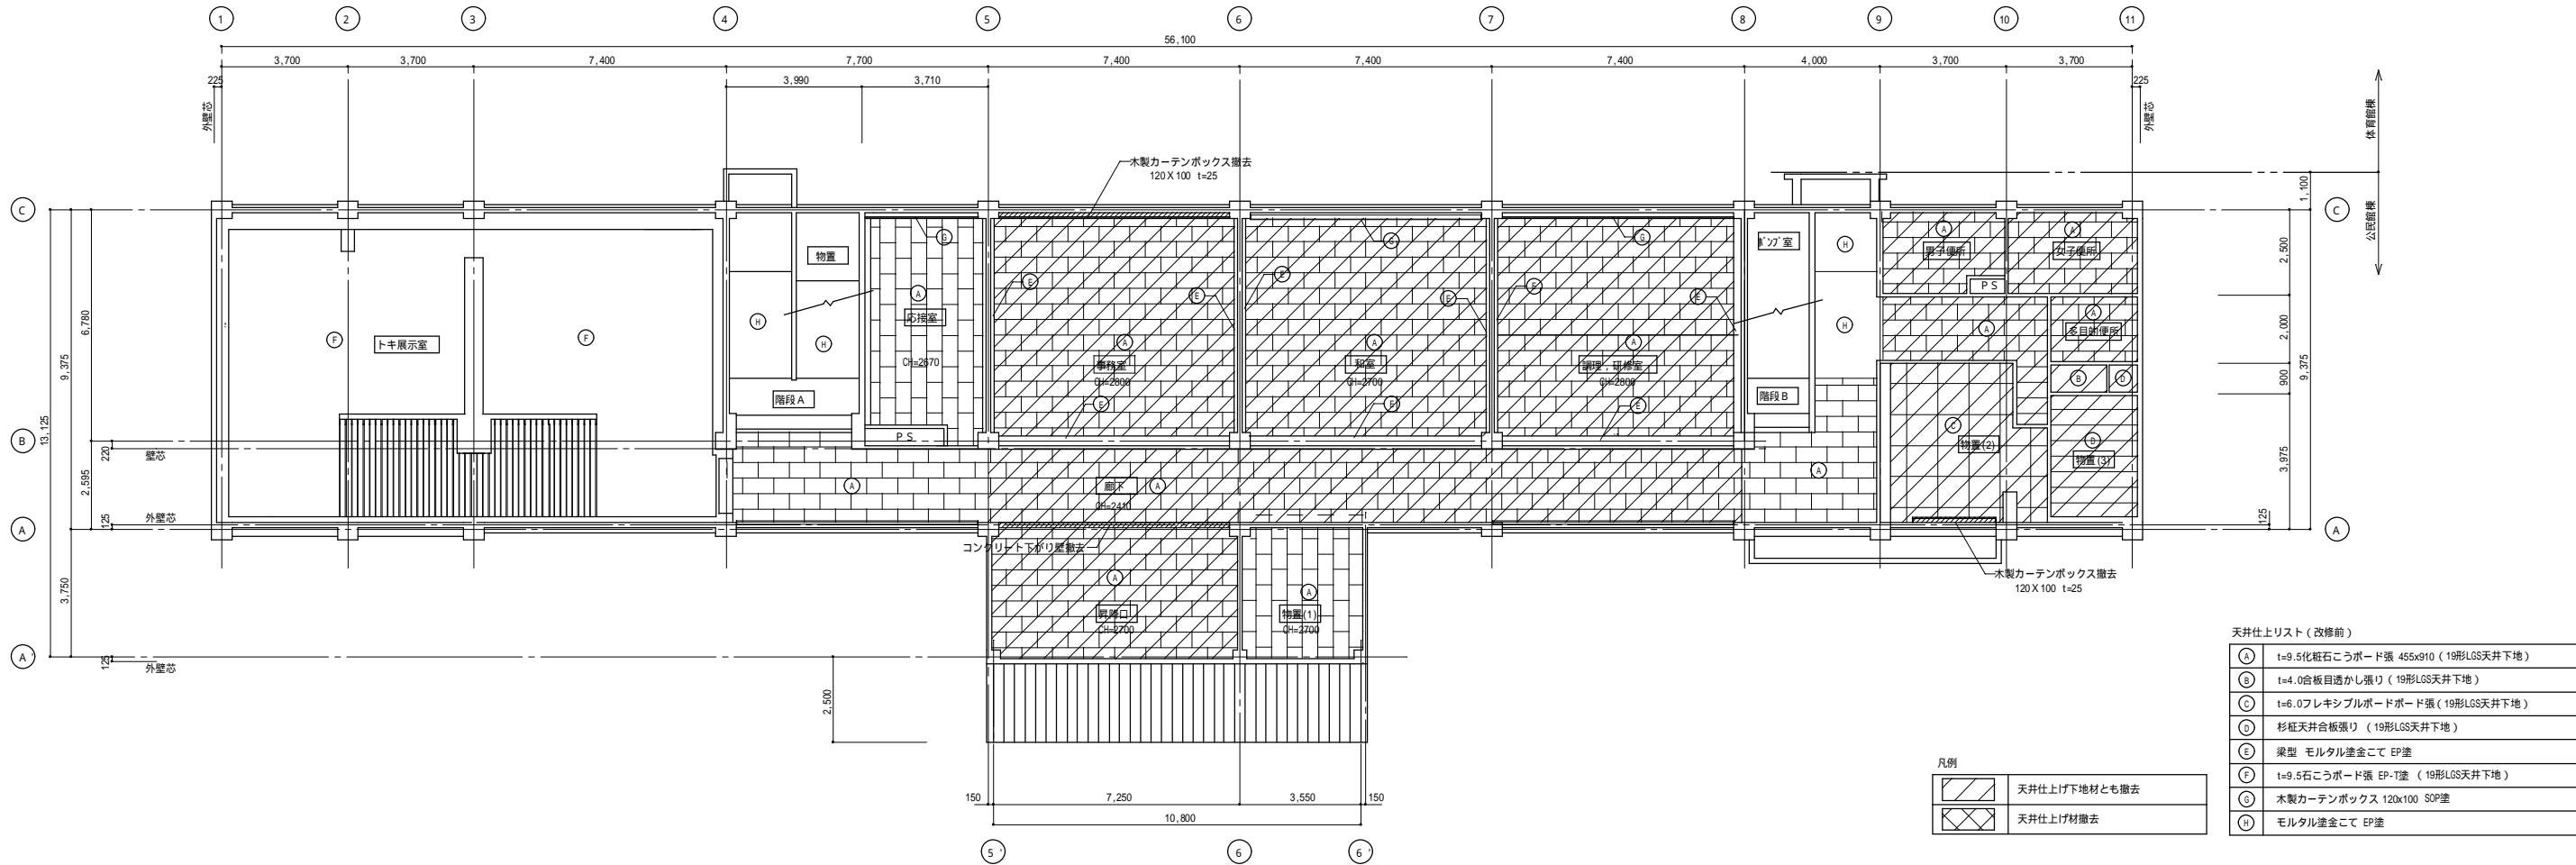 1 2 3 4 5 6 7 8 9 10 11
56,100
3,700 3,700 7,400 7,700 7,400 7,400 7,400 4,000 3,700 3,700
225 3,990 3,710 225
外壁芯 外壁芯
体育館棟
公民館棟
木製カーテンボックス撤去
120X100 t=25
C C
1,100
9,375
13,125
6,780
220
壁芯
2,595
125
外壁芯
3,750
125
外壁芯
B
A A
A'
2,500
2,000
900
9,375
3,975
125
トキ展示室
F F
物置
H H
階段A
G
A
応接室
CH=2670
PS
E E
A
事務室
CH=2800
E
G
E E
A
和室
CH=2700
E
G
E E
A
調理,研修室
CH=2800
E
ポンプ室
H
H
階段B
A A
男子便所 女子便所
PS
A A
多目的便所
B D
C
物置(2)
D
物置(3)
A
廊下 A
CH=2410
A
コンクリート下がり壁撤去
A
昇降口
CH=2700
A
物置(1)
CH=2700
木製カーテンボックス撤去
120X100 t=25
2,500
150 7,250 3,550 150
10,800
5' 6 6'
凡例
天井仕上げ下地材とも撤去
天井仕上げ材撤去
天井仕上リスト(改修前)
A t=9.5化粧石こうボード張 455x910(19形LGS天井下地)
B t=4.0合板目透かし張り(19形LGS天井下地)
C t=6.0フレキシブルボードボード張(19形LGS天井下地)
D 杉柾天井合板張り (19形LGS天井下地)
E 梁型 モルタル塗金こて EP塗
F t=9.5石こうボード張 EP-T塗 (19形LGS天井下地)
G 木製カーテンボックス 120x100 SOP塗
H モルタル塗金こて EP塗